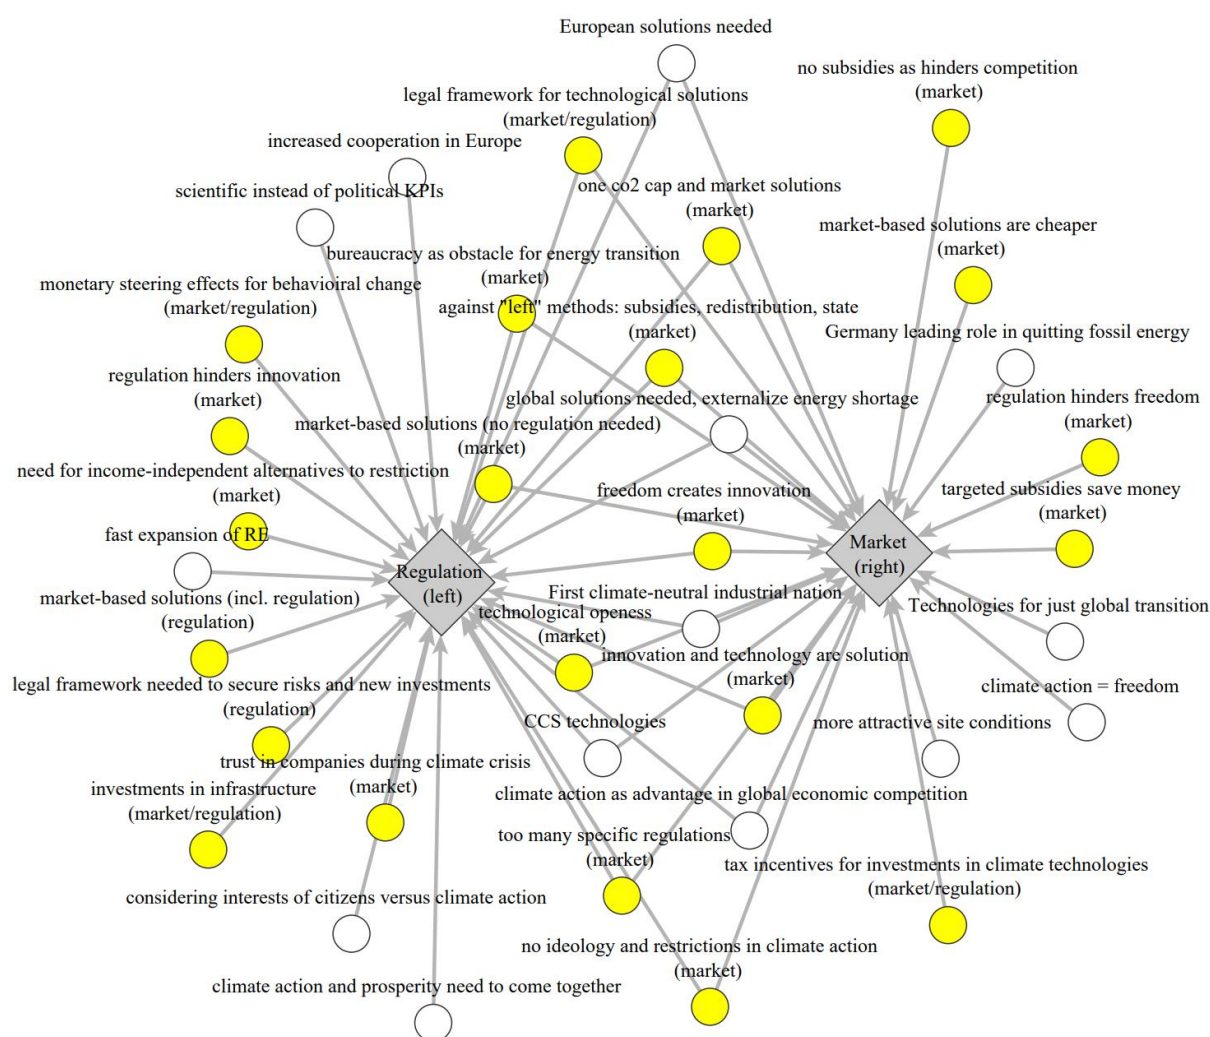 European solutions needed
no subsidies as hinders competition
(market)
legal framework for technological solutions
(market/regulation)
increased cooperation in Europe
scientific instead of political KPIs
one co2 cap and market solutions
(market)
market-based solutions are cheaper
(market)
bureaucracy as obstacle for energy transition
(market)
monetary steering effects for behavioiral change
(market/regulation)
against "left" methods: subsidies, redistribution, state
(market)
Germany leading role in quitting fossil energy
regulation hinders innovation
(market)
global solutions needed, externalize energy shortage
regulation hinders freedom
(market)
market-based solutions (no regulation needed)
(market)
need for income-independent alternatives to restriction
(market)
freedom creates innovation
(market)
targeted subsidies save money
(market)
fast expansion of RE
Market
(right)
Regulation
(left)
market-based solutions (incl. regulation)
(regulation)
First climate-neutral industrial nation
technological openess
(market)
Technologies for just global transition
innovation and technology are solution
(market)
legal framework needed to secure risks and new investments
(regulation)
climate action = freedom
CCS technologies
more attractive site conditions
trust in companies during climate crisis
(market)
investments in infrastructure
(market/regulation)
climate action as advantage in global economic competition
too many specific regulations
(market)
tax incentives for investments in climate technologies
(market/regulation)
considering interests of citizens versus climate action
no ideology and restrictions in climate action
(market)
climate action and prosperity need to come together